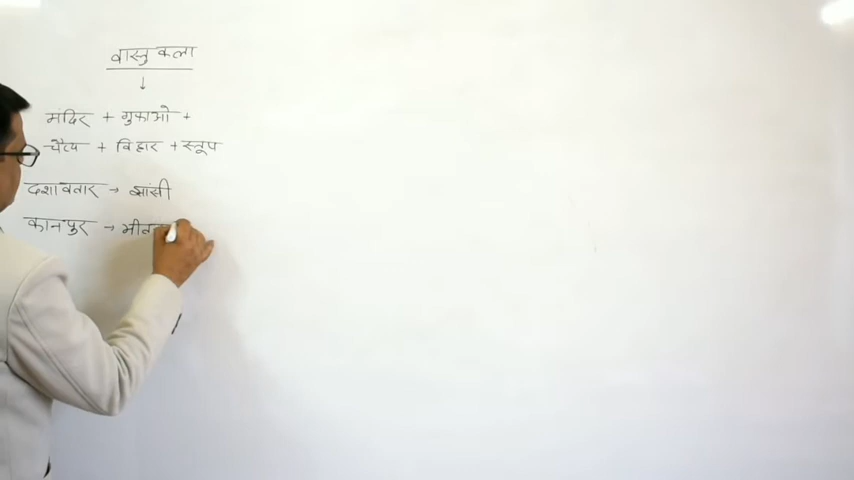 वास्तु कला
↓
मंदिर + गुफाओ +
चैत्य + विहार + स्तूप
दशावतार → झांसी
कानपुर →